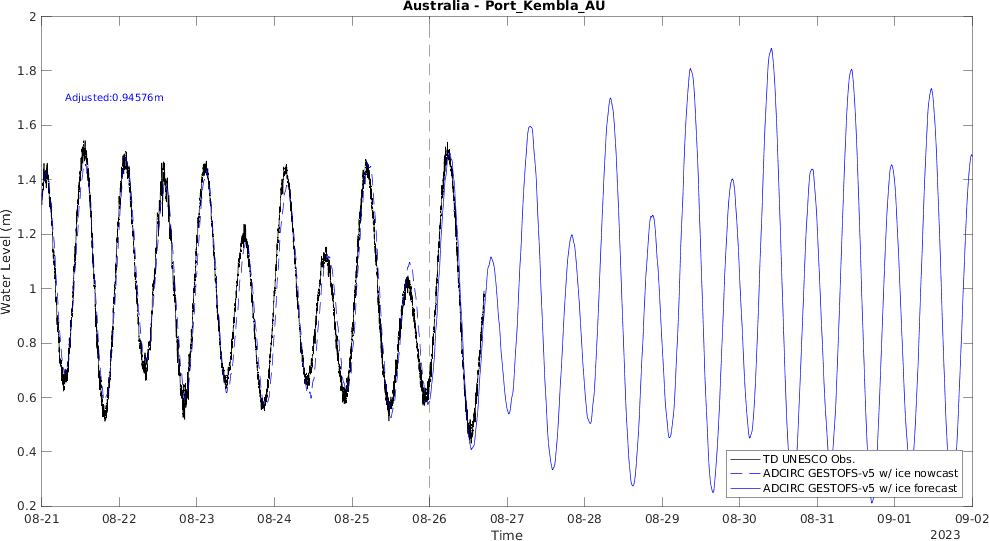 Australia - Port_Kembla_AU
2
1.8
1.6
1.4
1.2
1
0.8
0.6
0.4
0.2
Water Level (m)
Adjusted:0.94576m
TD UNESCO Obs.
ADCIRC GESTOFS-v5 w/ ice nowcast
ADCIRC GESTOFS-v5 w/ ice forecast
08-21 08-22 08-23 08-24 08-25 08-26 08-27 08-28 08-29 08-30 08-31 09-01 09-02
Time
2023